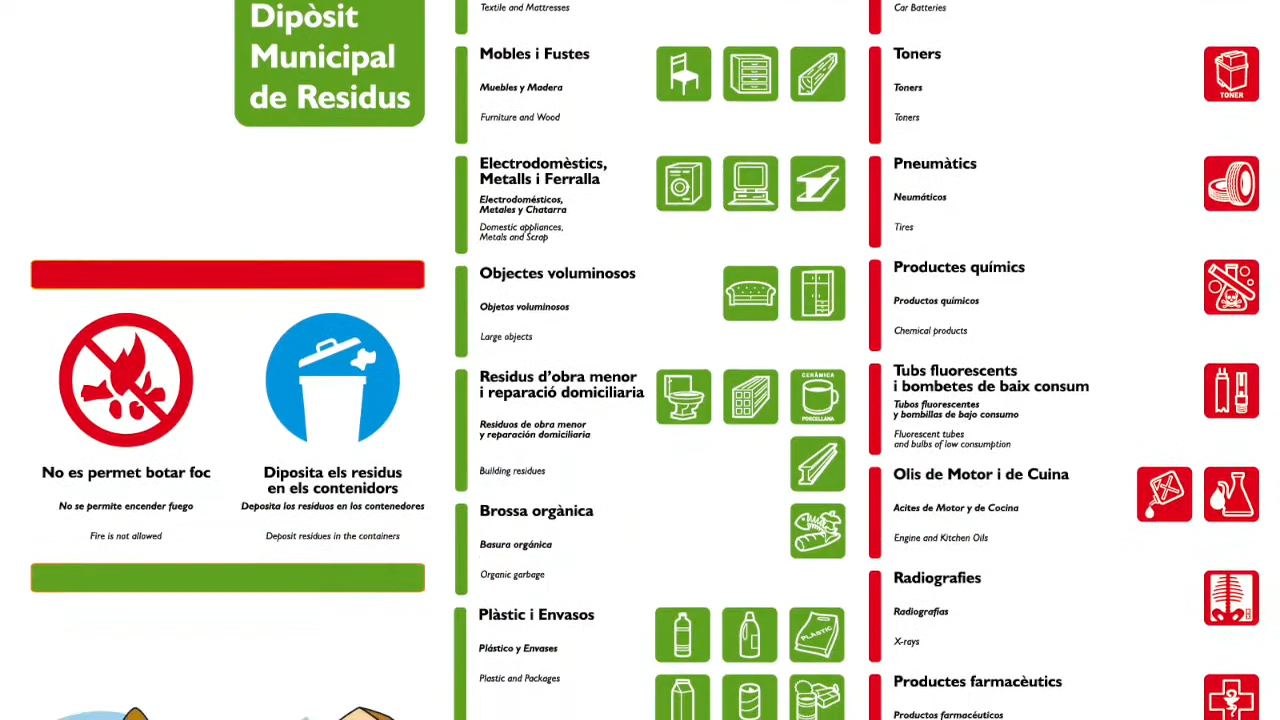 Dipòsit
Municipal
de Residus
No es permet botar foc
No se permite encender fuego
Fire is not allowed
Diposita els residus
en els contenidors
Deposita los resíduos en los contenedores
Deposit residues in the containers
Textile and Mattresses
Mobles i Fustes
Muebles y Madera
Furniture and Wood
Electrodomèstics,
Metalls i Ferralla
Electrodomésticos,
Metales y Chatarra
Domestic appliances,
Metals and Scrap
Objectes voluminosos
Objetos voluminosos
Large objects
Residus d'obra menor
i reparació domiciliaria
Residuos de obra menor
y reparación domiciliaria
Building residues
CERÀMICA
PORCELLANA
Brossa orgànica
Basura orgánica
Organic garbage
Plàstic i Envasos
Plástico y Envases
Plastic and Packages
PLASTIC
Car Batteries
Toners
Toners
Toners
TONER
Pneumàtics
Neumáticos
Tires
Productes químics
Productos químicos
Chemical products
Tubs fluorescents
i bombetes de baix consum
Tubos fluorescentes
y bombillas de bajo consumo
Fluorescent tubes
and bulbs of low consumption
Olis de Motor i de Cuina
Acites de Motor y de Cocina
Engine and Kitchen Oils
Radiografies
Radiografías
X-rays
Productes farmacèutics
Productos farmacéuticos